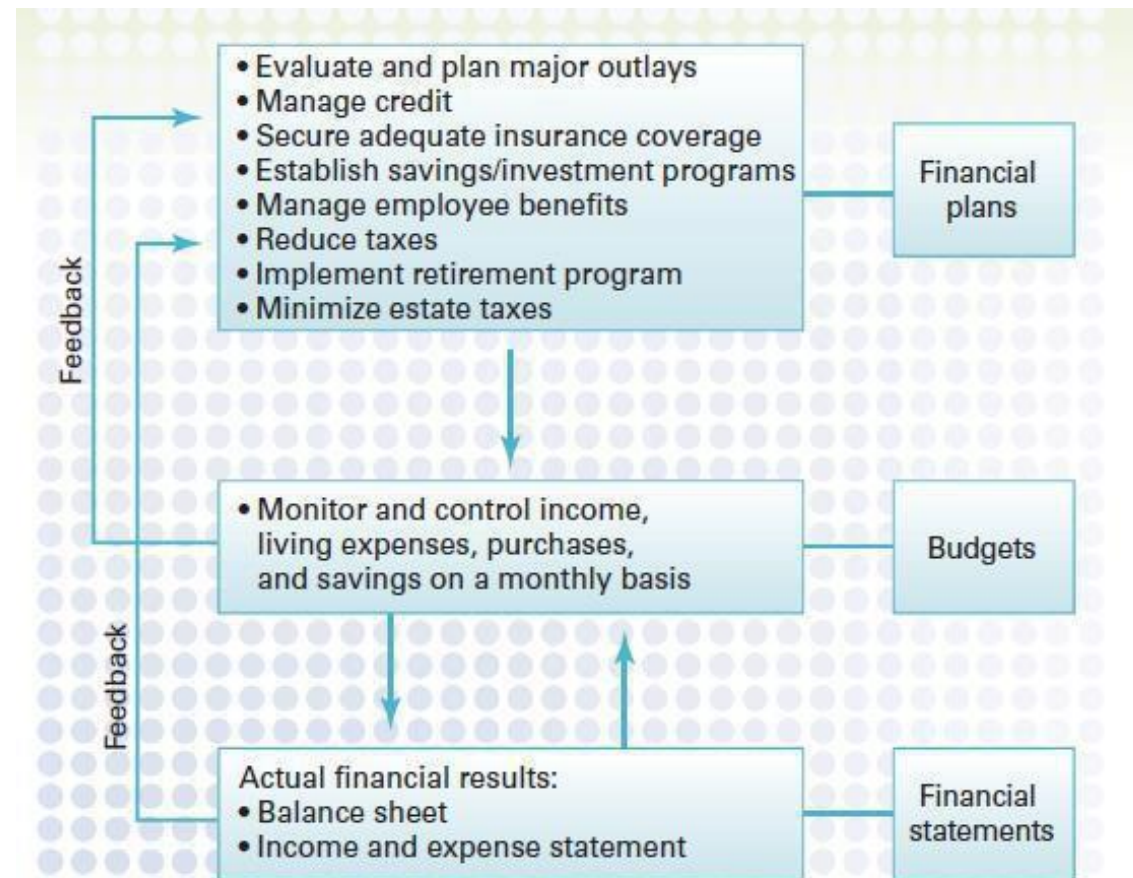 • Evaluate and plan major outlays
• Manage credit
• Secure adequate insurance coverage
• Establish savings/investment programs
• Manage employee benefits
• Reduce taxes
• Implement retirement program
• Minimize estate taxes
Financial
plans
Feedback
• Monitor and control income,
living expenses, purchases,
and savings on a monthly basis
Budgets
Feedback
Actual financial results:
• Balance sheet
• Income and expense statement
Financial
statements